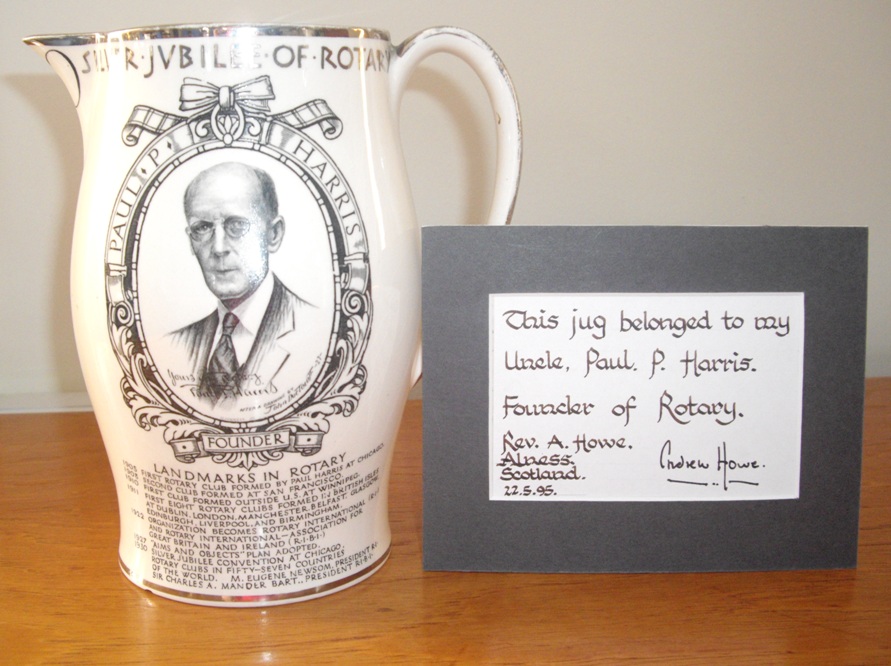 SILVER·JVBILEE·OF·ROTARY
PAUL·P·HARRIS
FOUNDER
LANDMARKS IN ROTARY
1905 FIRST ROTARY CLUB FORMED BY PAUL HARRIS AT CHICAGO.
1908 SECOND CLUB FORMED AT SAN FRANCISCO.
1910 FIRST CLUB FORMED OUTSIDE U.S. AT WINNIPEG.
1911 FIRST EIGHT ROTARY CLUBS FORMED IN BRITISH ISLES
AT DUBLIN, LONDON, MANCHESTER, BELFAST, GLASGOW,
EDINBURGH, LIVERPOOL, AND BIRMINGHAM.
1922 ORGANIZATION BECOMES ROTARY INTERNATIONAL (R·I·)
AND ROTARY INTERNATIONAL—ASSOCIATION FOR
GREAT BRITAIN AND IRELAND (R·I·B·I·)
1927 "AIMS AND OBJECTS" PLAN ADOPTED.
1930 SILVER JUBILEE CONVENTION AT CHICAGO.
ROTARY CLUBS IN FIFTY-SEVEN COUNTRIES
OF THE WORLD. M. EUGENE NEWSOM, PRESIDENT R·I·
SIR CHARLES A. MANDER BART., PRESIDENT R·I·B·I·
This jug belonged to my
Uncle, Paul. P. Harris.
Founder of Rotary.
Rev. A. Howe.
Alness.
Scotland.
22.5.95.
Andrew Howe.